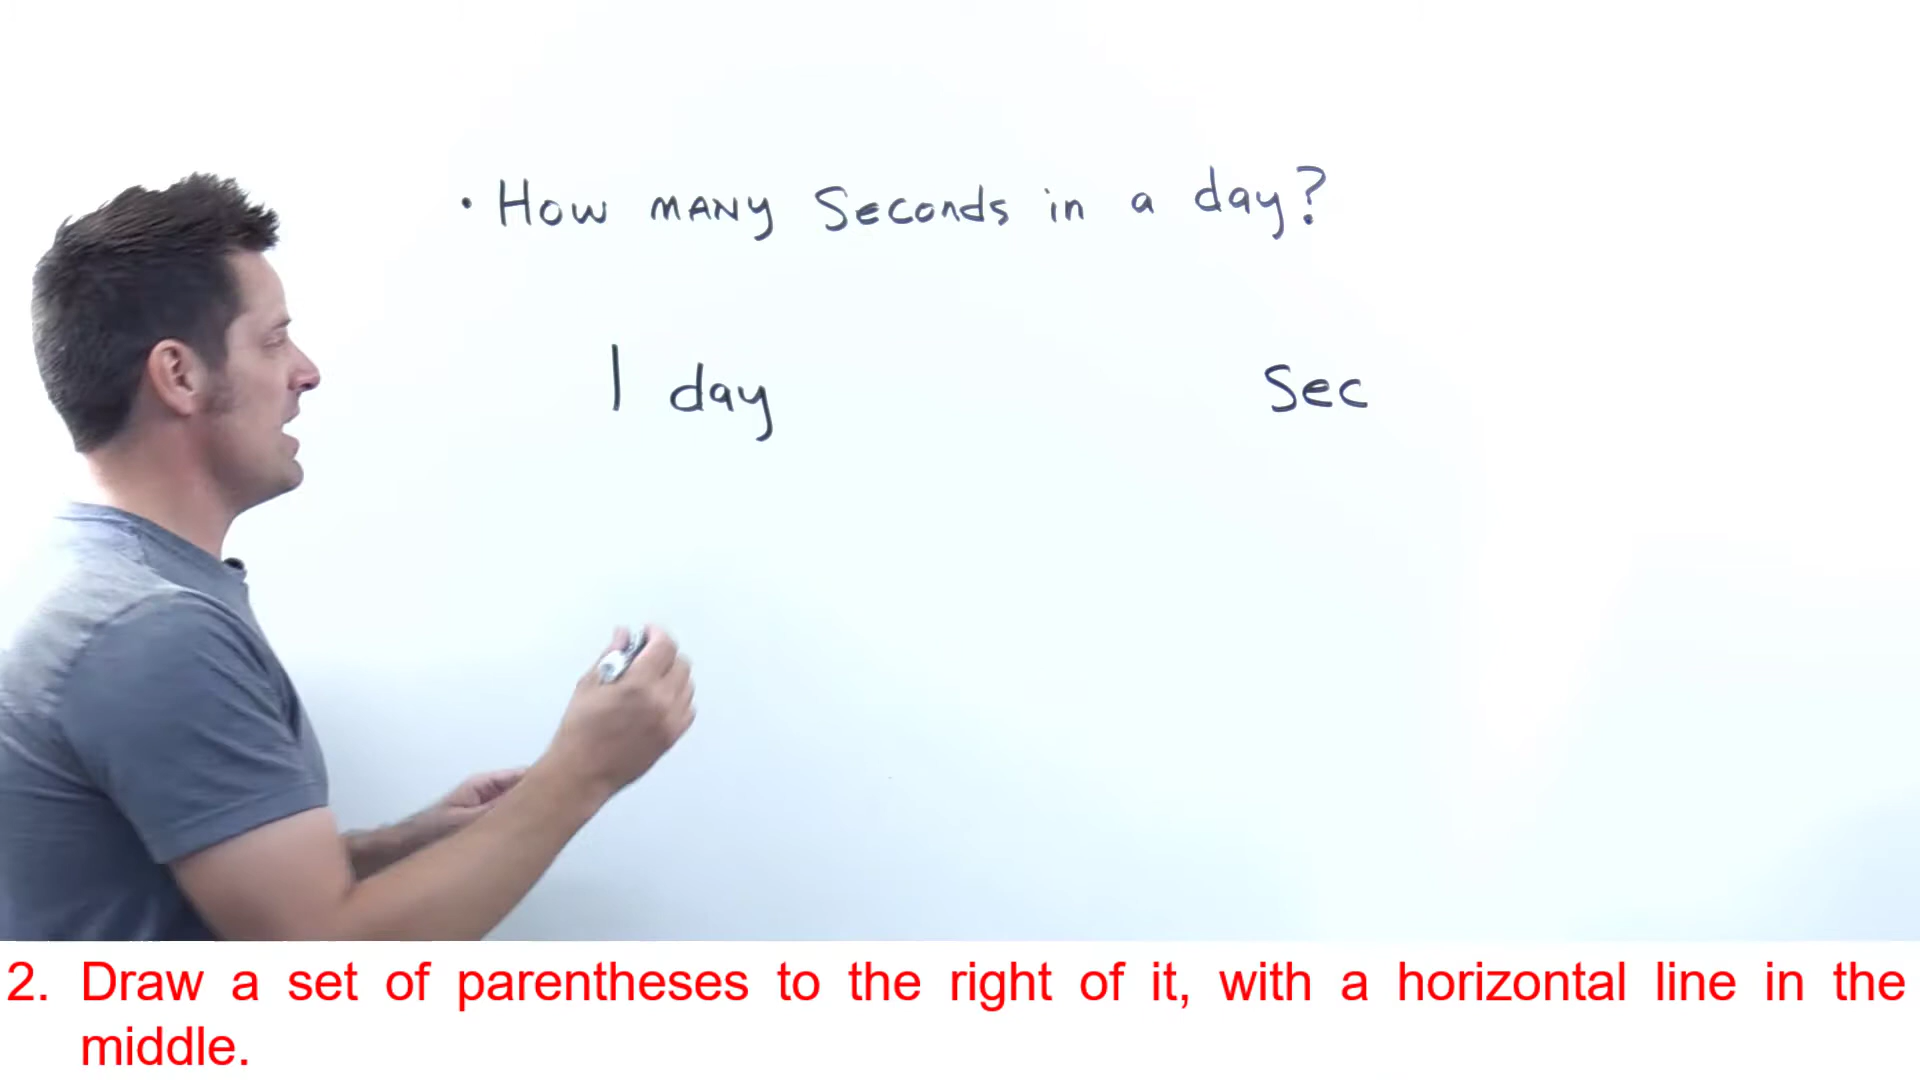 • How many Seconds in a day?
1 day Sec
2. Draw a set of parentheses to the right of it, with a horizontal line in the
middle.